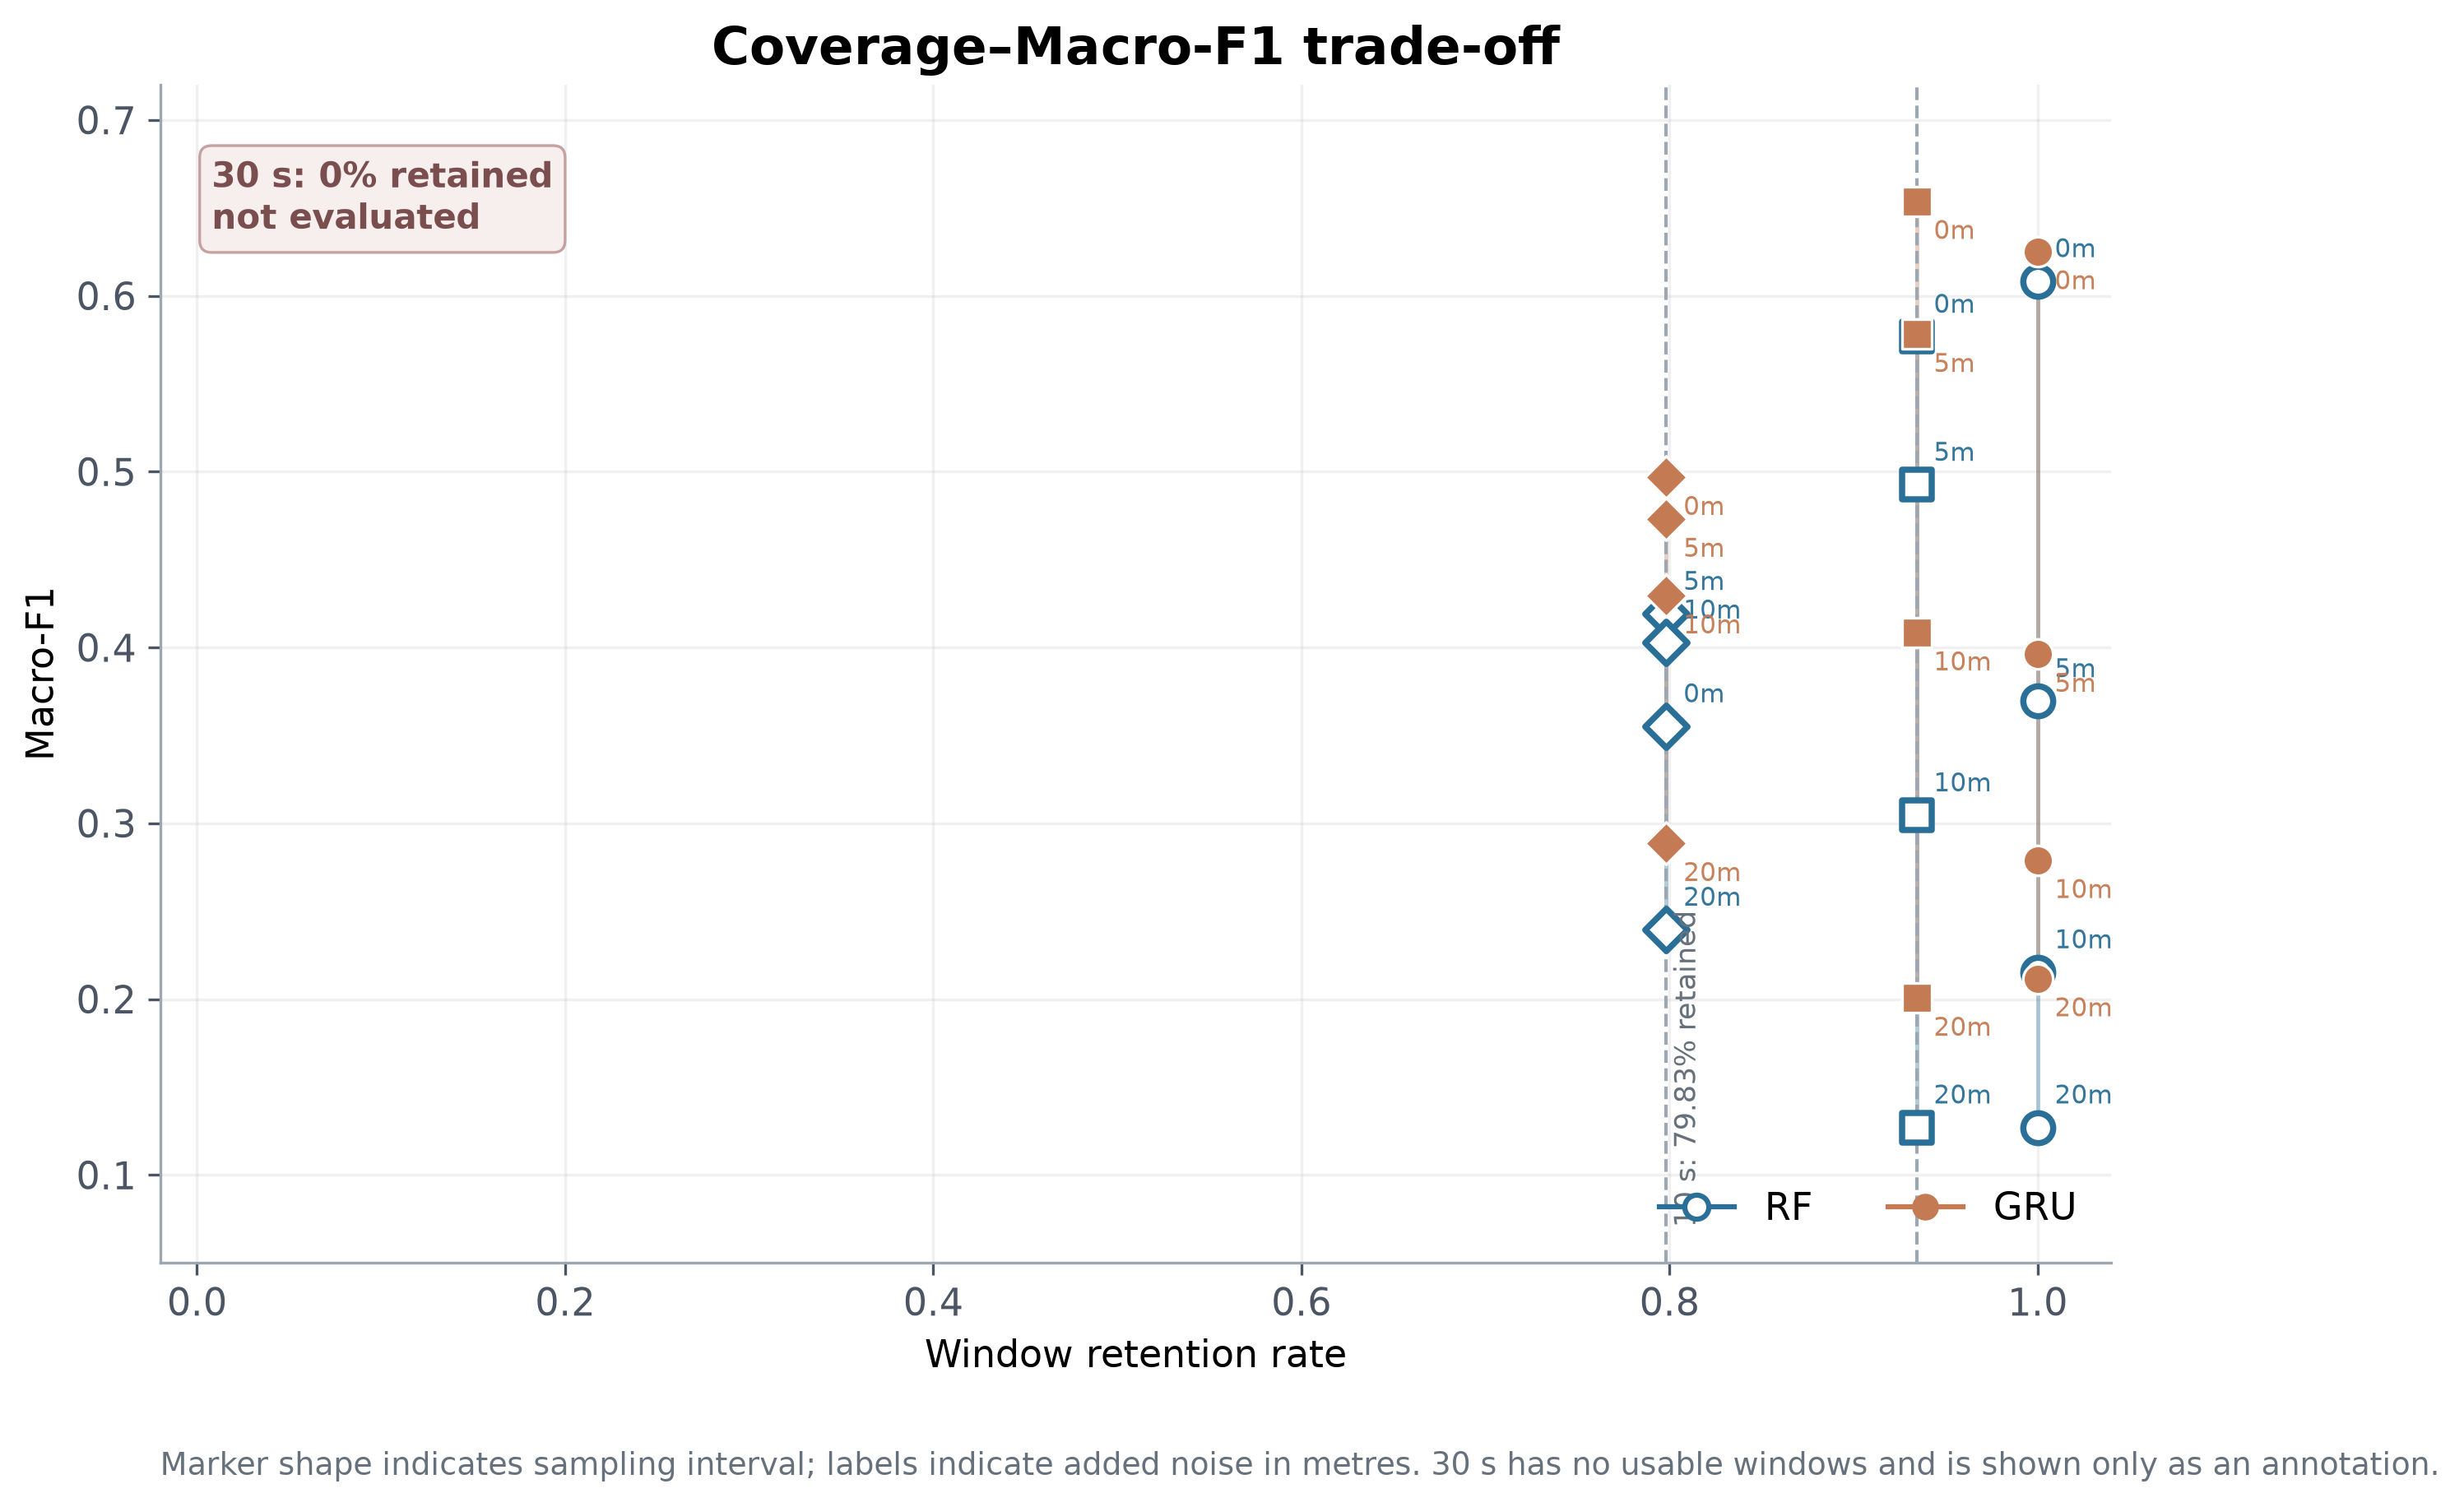 Coverage–Macro-F1 trade-off
0.7
0.6
0.5
0.4
0.3
0.2
0.1
Macro-F1
30 s: 0% retained
not evaluated
0m
5m
5m
10m
10m
0m
20m
20m
10 s: 79.83% retained
0m
0m
5m
5m
10m
10m
20m
20m
0m
0m
5m
5m
10m
10m
20m
20m
RF
GRU
0.0
0.2
0.4
0.6
0.8
1.0
Window retention rate
Marker shape indicates sampling interval; labels indicate added noise in metres. 30 s has no usable windows and is shown only as an annotation.